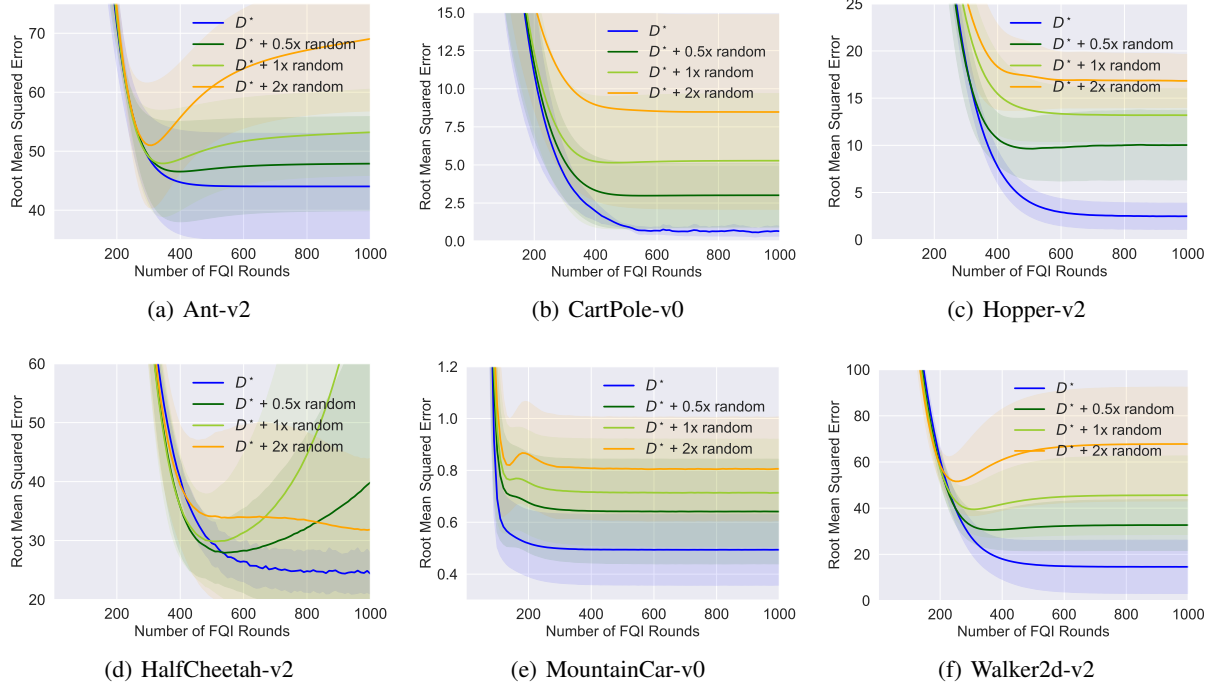 70
60
50
40
Root Mean Squared Error
D*
D* + 0.5x random
D* + 1x random
D* + 2x random
200 400 600 800 1000
Number of FQI Rounds
(a) Ant-v2
15.0
12.5
10.0
7.5
5.0
2.5
0.0
Root Mean Squared Error
D*
D* + 0.5x random
D* + 1x random
D* + 2x random
200 400 600 800 1000
Number of FQI Rounds
(b) CartPole-v0
25
20
15
10
5
0
Root Mean Squared Error
D*
D* + 0.5x random
D* + 1x random
D* + 2x random
200 400 600 800 1000
Number of FQI Rounds
(c) Hopper-v2
60
50
40
30
20
Root Mean Squared Error
D*
D* + 0.5x random
D* + 1x random
D* + 2x random
200 400 600 800 1000
Number of FQI Rounds
(d) HalfCheetah-v2
1.2
1.0
0.8
0.6
0.4
Root Mean Squared Error
D*
D* + 0.5x random
D* + 1x random
D* + 2x random
200 400 600 800 1000
Number of FQI Rounds
(e) MountainCar-v0
100
80
60
40
20
0
Root Mean Squared Error
D*
D* + 0.5x random
D* + 1x random
D* + 2x random
200 400 600 800 1000
Number of FQI Rounds
(f) Walker2d-v2